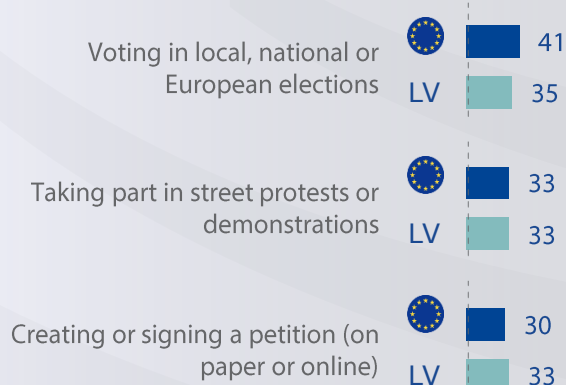 Voting in local, national or
European elections
41
LV
35
Taking part in street protests or
demonstrations
33
LV
33
Creating or signing a petition (on
paper or online)
30
LV
33